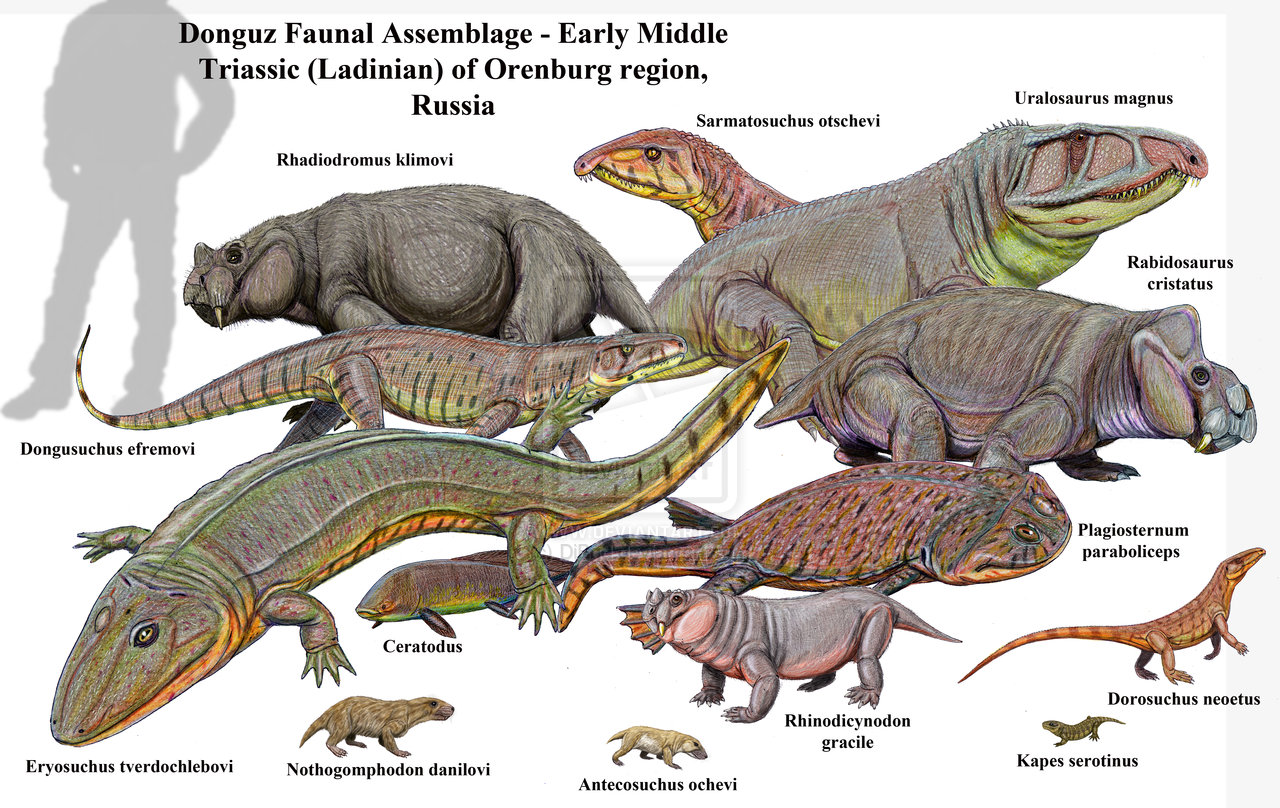 Donguz Faunal Assemblage - Early Middle
Triassic (Ladinian) of Orenburg region,
Russia
Uralosaurus magnus
Sarmatosuchus otschevi
Rhadiodromus klimovi
Rabidosaurus
cristatus
Dongusuchus efremovi
Plagiosternum
paraboliceps
Ceratodus
Dorosuchus neoetus
Rhinodicynodon
gracile
Kapes serotinus
Eryosuchus tverdochlebovi
Nothogomphodon danilovi
Antecosuchus ochevi